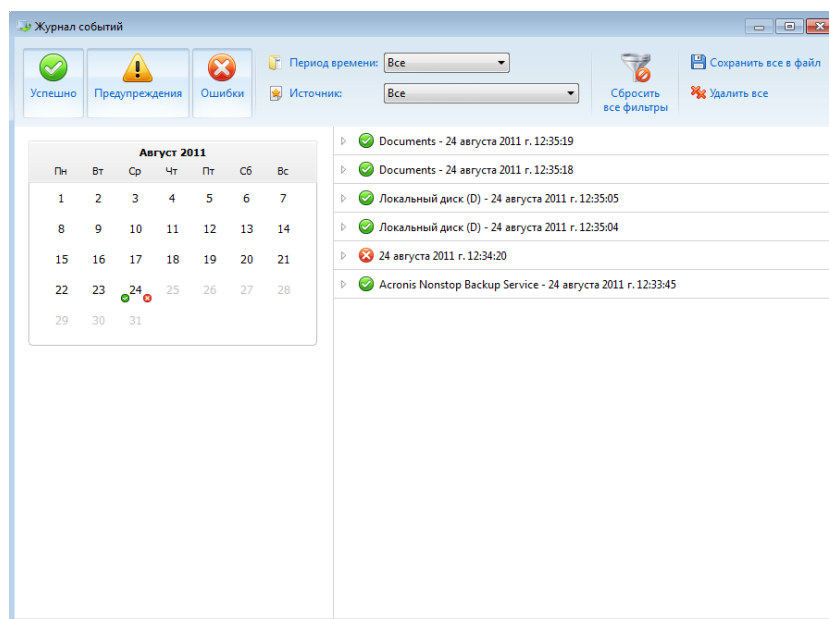 Журнал событий
Успешно
Предупреждения
Ошибки
Период времени: Все
Источник: Все
Сбросить
все фильтры
Сохранить все в файл
Удалить все
Август 2011
Пн Вт Ср Чт Пт Сб Вс
1 2 3 4 5 6 7
8 9 10 11 12 13 14
15 16 17 18 19 20 21
22 23 24 25 26 27 28
29 30 31
Documents - 24 августа 2011 г. 12:35:19
Documents - 24 августа 2011 г. 12:35:18
Локальный диск (D) - 24 августа 2011 г. 12:35:05
Локальный диск (D) - 24 августа 2011 г. 12:35:04
24 августа 2011 г. 12:34:20
Acronis Nonstop Backup Service - 24 августа 2011 г. 12:33:45